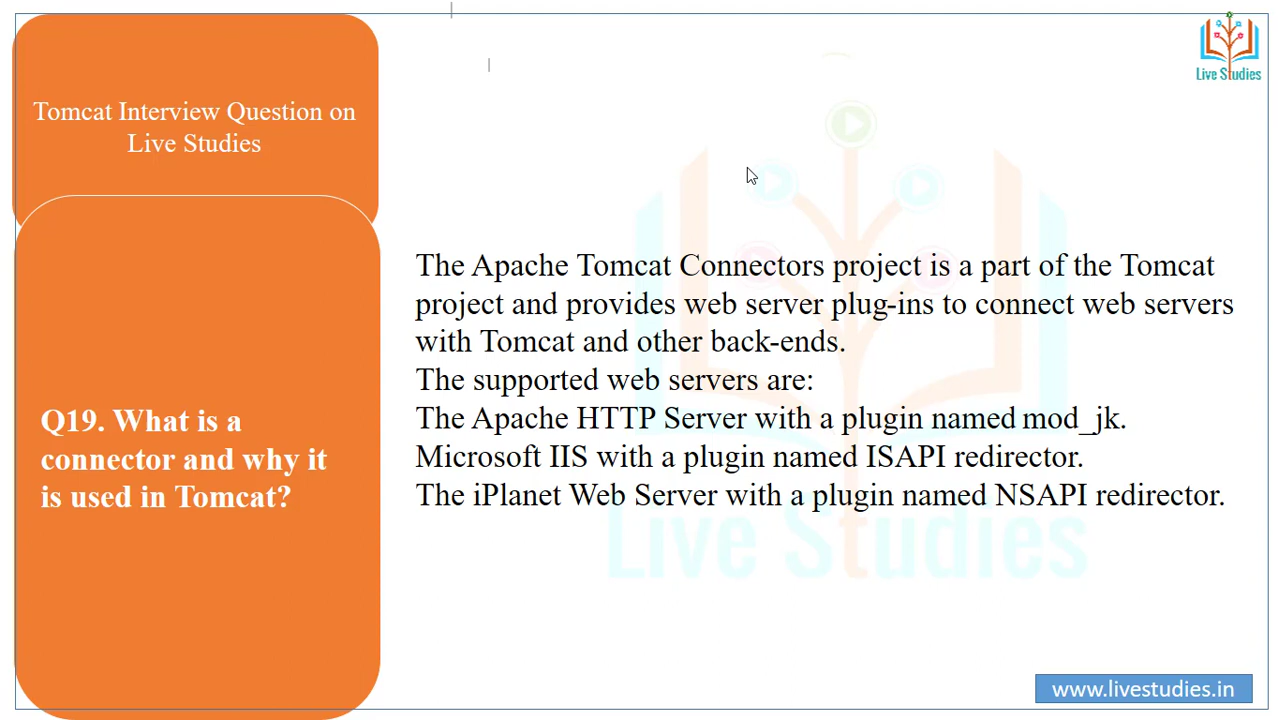 Tomcat Interview Question on
Live Studies
Live Studies
Q19. What is a
connector and why it
is used in Tomcat?
The Apache Tomcat Connectors project is a part of the Tomcat
project and provides web server plug-ins to connect web servers
with Tomcat and other back-ends.
The supported web servers are:
The Apache HTTP Server with a plugin named mod_jk.
Microsoft IIS with a plugin named ISAPI redirector.
The iPlanet Web Server with a plugin named NSAPI redirector.
Live Studies
www.livestudies.in